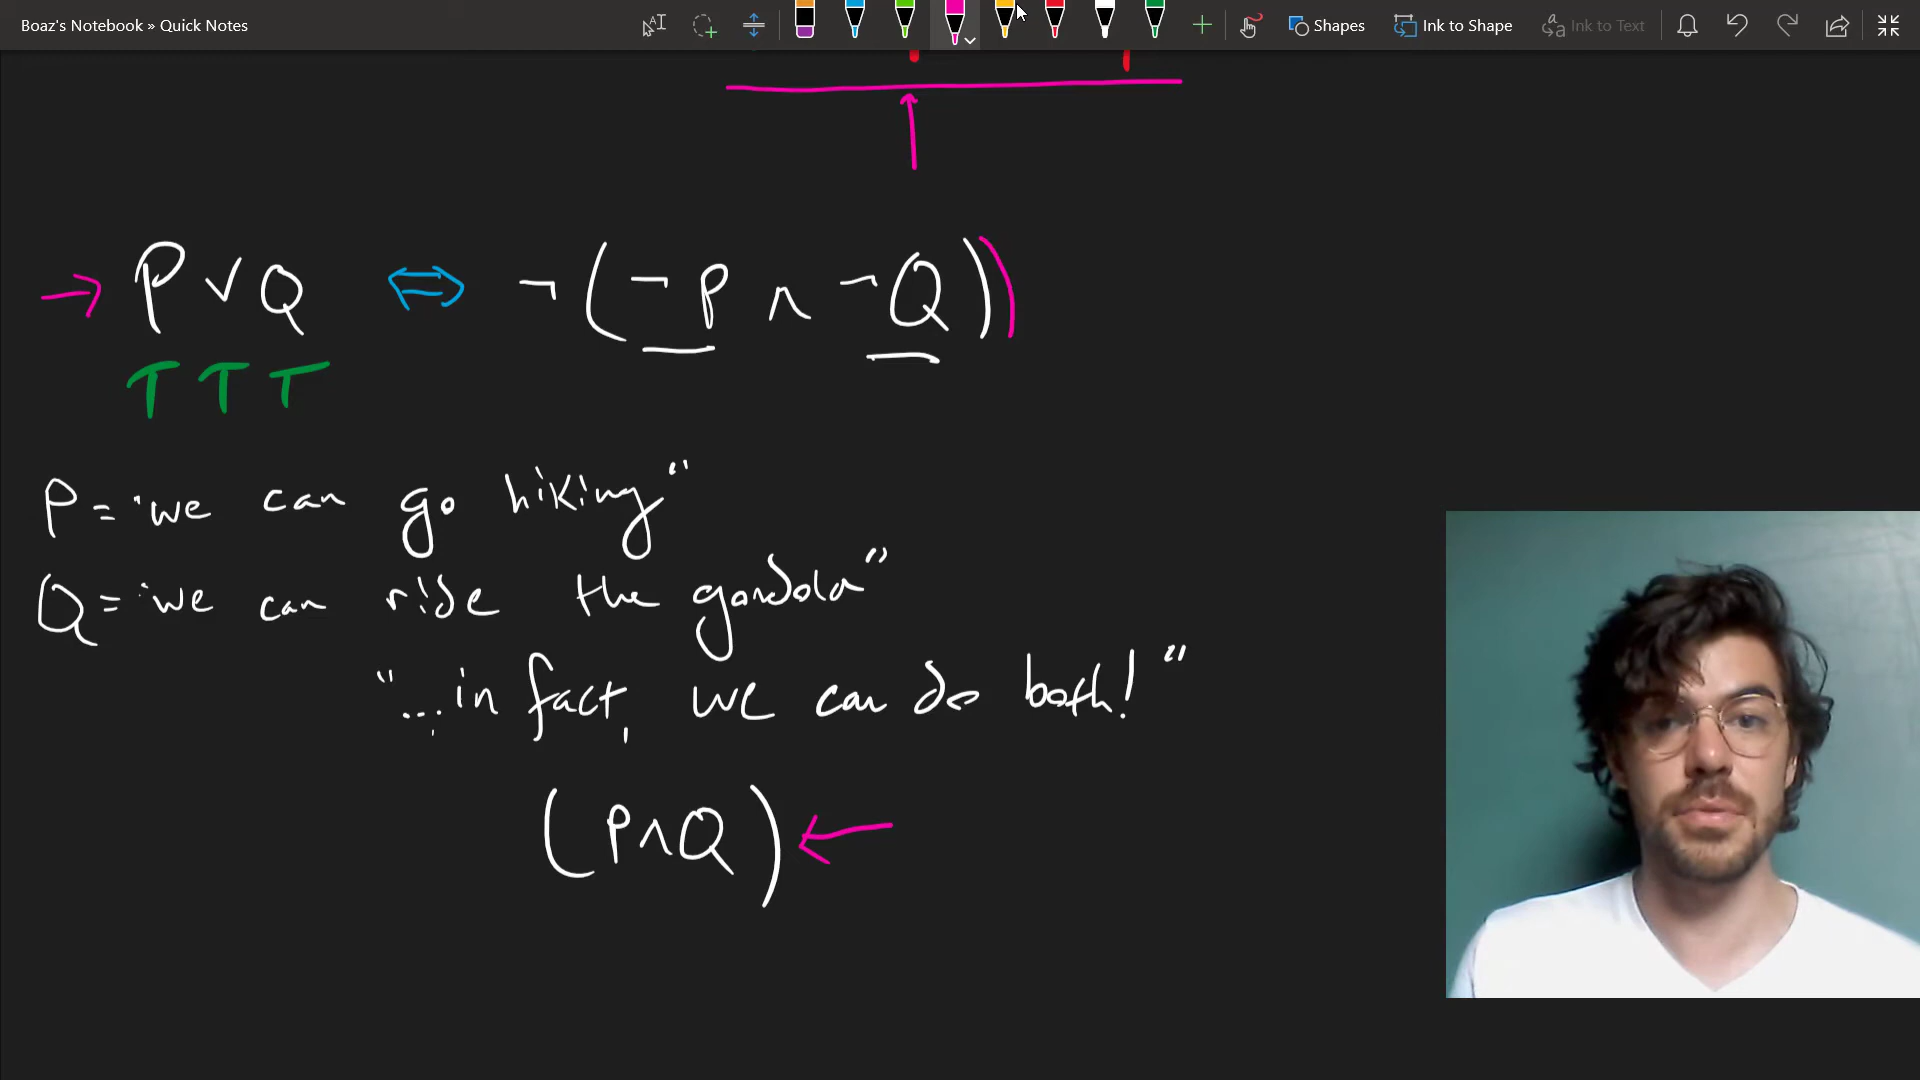 Boaz's Notebook » Quick Notes Shapes Ink to Shape Ink to Text
→ P ∨ Q ⇔ ¬(¬P ∧ ¬Q))
T T T
P = "we can go hiking"
Q = "we can ride the gondola"
"...in fact, we can do both!"
(P∧Q) ←